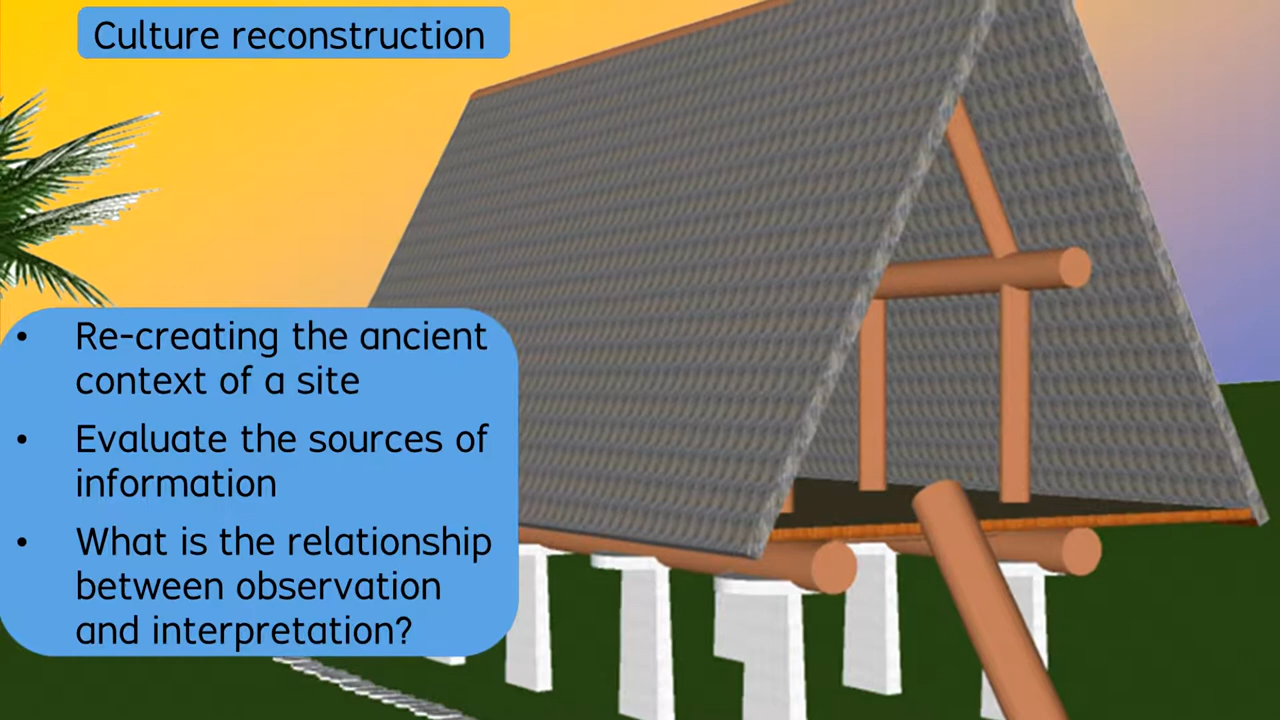 Culture reconstruction
• Re-creating the ancient
context of a site
• Evaluate the sources of
information
• What is the relationship
between observation
and interpretation?